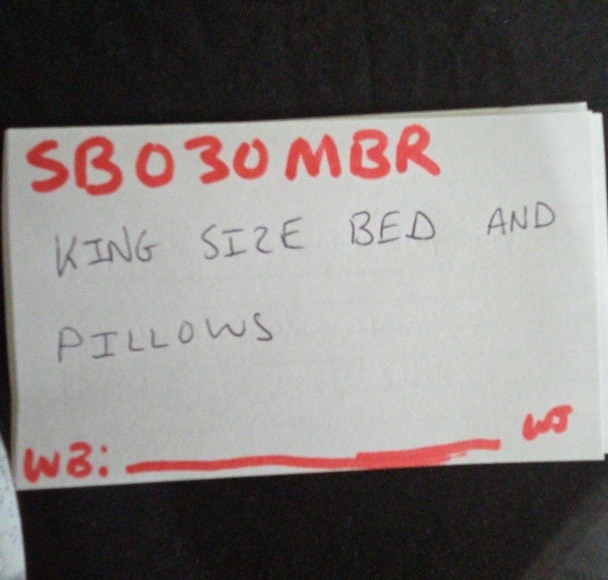 SB030MBR
KING SIZE BED AND
PILLOWS
WB: WJ